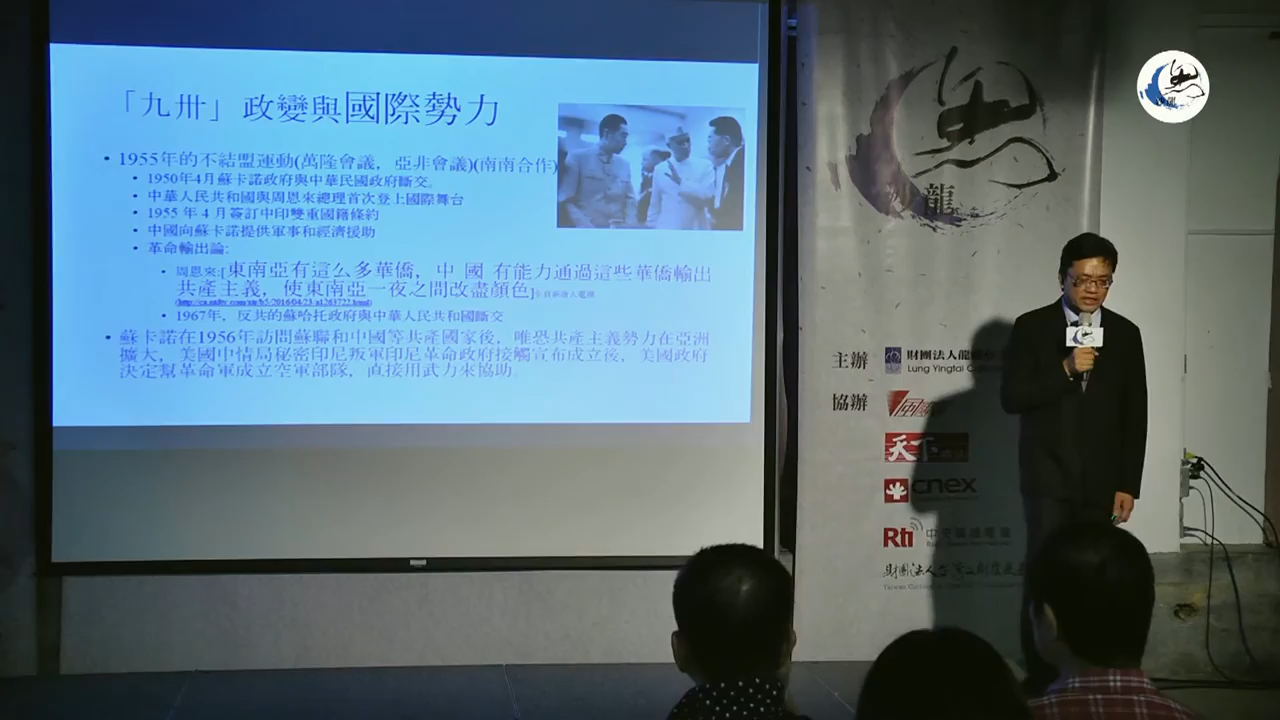 「九卅」政變與國際勢力
• 1955年的不結盟運動(萬隆會議，亞非會議)(南南合作)
• 1950年4月蘇卡諾政府與中華民國政府斷交。
• 中華人民共和國與周恩來總理首次登上國際舞台
• 1955 年 4 月簽訂中印雙重國籍條約
• 中國向蘇卡諾提供軍事和經濟援助
• 革命輸出論:
• 周恩來:[東南亞有這么多華僑，中 國 有能力通過這些華僑輸出
共產主義，使東南亞一夜之間改盡顏色]
• 1967年，反共的蘇哈托政府與中華人民共和國斷交
• 蘇卡諾在1956年訪問蘇聯和中國等共產國家後，唯恐共產主義勢力在亞洲
擴大，美國中情局秘密印尼叛軍印尼革命政府接觸宣布成立後，美國政府
決定幫革命軍成立空軍部隊，直接用武力來協助。
龍
主辦
財團法人龍
Lung Yingtai
協辦
天下
cnex
Rti 中央廣播電臺